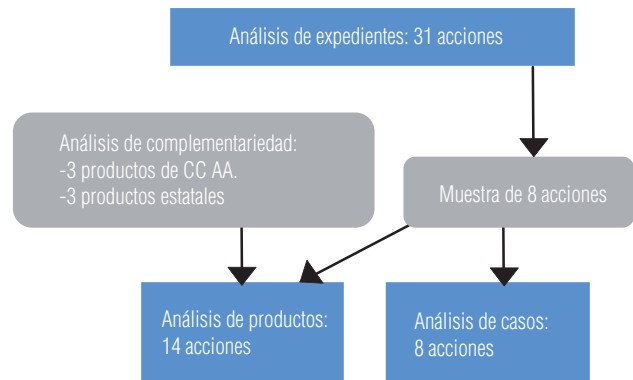 Análisis de expedientes: 31 acciones
Análisis de complementariedad:
-3 productos de CC AA.
-3 productos estatales
Muestra de 8 acciones
Análisis de productos:
14 acciones
Análisis de casos:
8 acciones